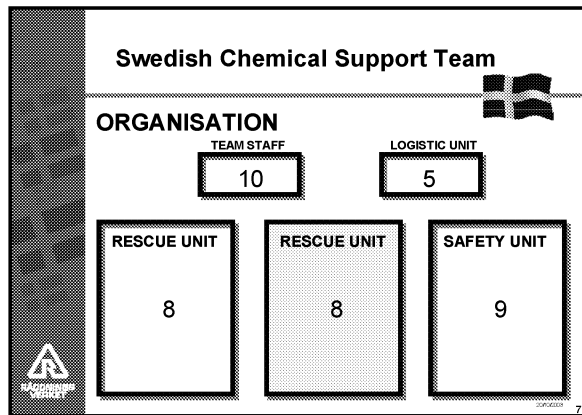 Swedish Chemical Support Team
ORGANISATION
TEAM STAFF
10
LOGISTIC UNIT
5
RESCUE UNIT
8
RESCUE UNIT
8
SAFETY UNIT
9
RÄDDNINGS
VERKET
7